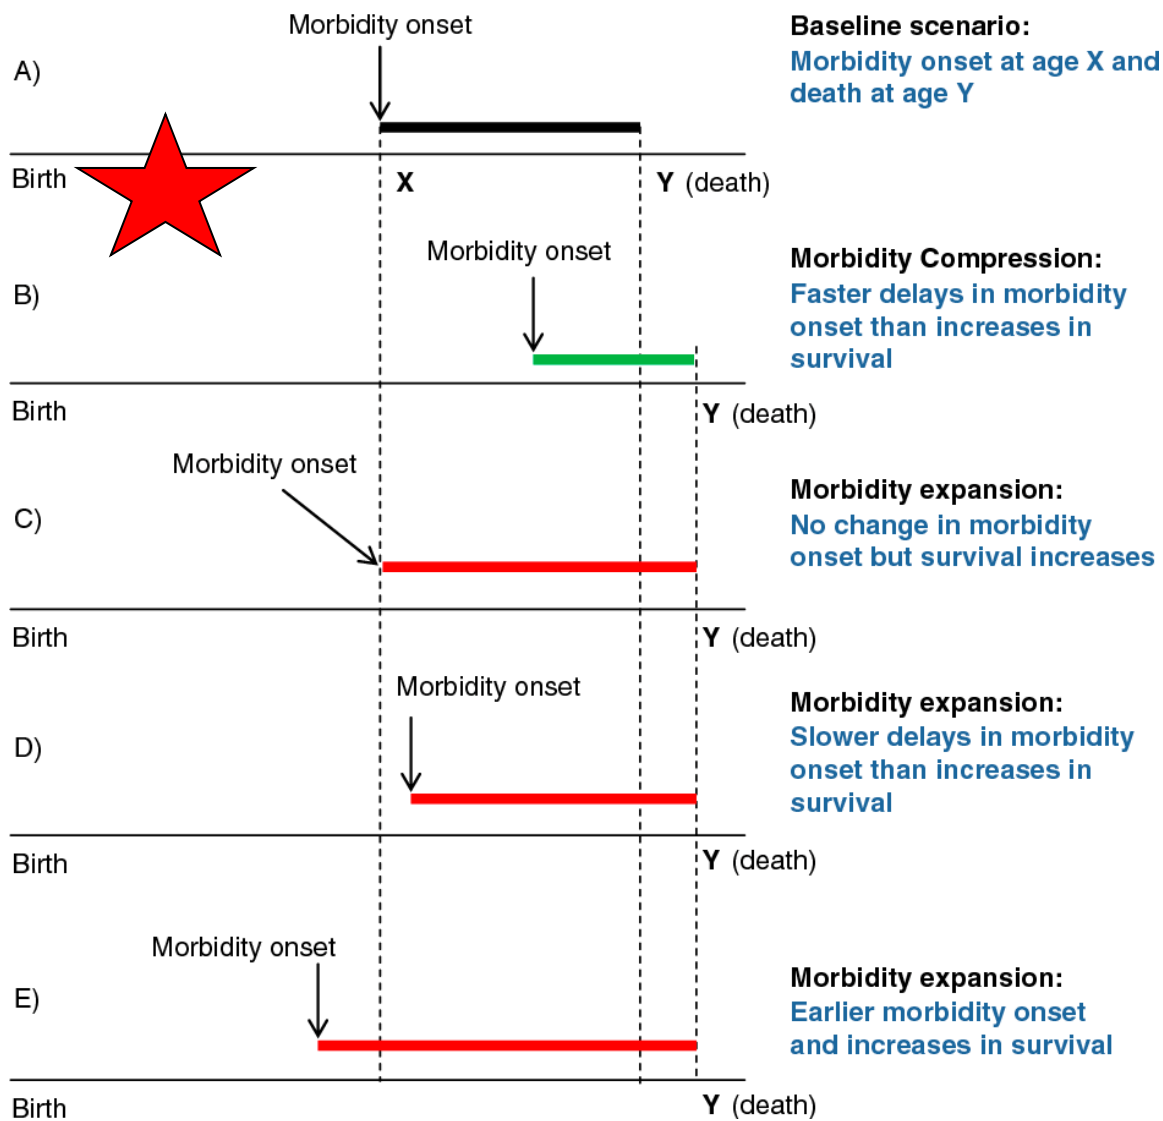 Morbidity onset
Baseline scenario:
A)
Morbidity onset at age X and
death at age Y
Birth
X
Y (death)
Morbidity onset
Morbidity Compression:
B)
Faster delays in morbidity
onset than increases in
survival
Birth
Y (death)
Morbidity onset
Morbidity expansion:
C)
No change in morbidity
onset but survival increases
Birth
Y (death)
Morbidity onset
Morbidity expansion:
D)
Slower delays in morbidity
onset than increases in
survival
Birth
Y (death)
Morbidity onset
Morbidity expansion:
E)
Earlier morbidity onset
and increases in survival
Birth
Y (death)